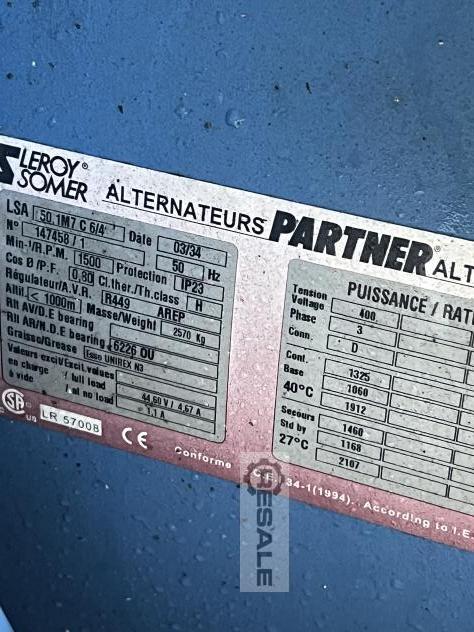 LEROY®
SOMER
ALTERNATEURS PARTNER® ALT
LSA 50.1M7 C 6/4 Date 03/34
N° 147458 / 1 50 Hz
Min-¹/R.P.M. 1500 Protection IP23
Cos Ø /P.F. 0,80 Cl.ther./Th.class H
Régulateur/A.V.R. R449 AREP
Altit < 1000m Masse/Weight 2570 Kg
Rlt AV/D.E bearing
Rlt AR/N.D.E bearing 6226 OU
Graisse/Grease Esso UNIREX N3
Valeurs excit/Excit.values
en charge / full load 44,60 V / 4,67 A
à vide / at no load 1.1 A
LR 57008
CE
US
Conforme C.E.I 34-1(1994). According to I.E.
PUISSANCE / RAT
Tension
Voltage 400
Phase 3
Conn. D
Cont. 1325
Base 1060
40°C 1912
Secours 1460
Std by 1168
27°C 2107
RESALE